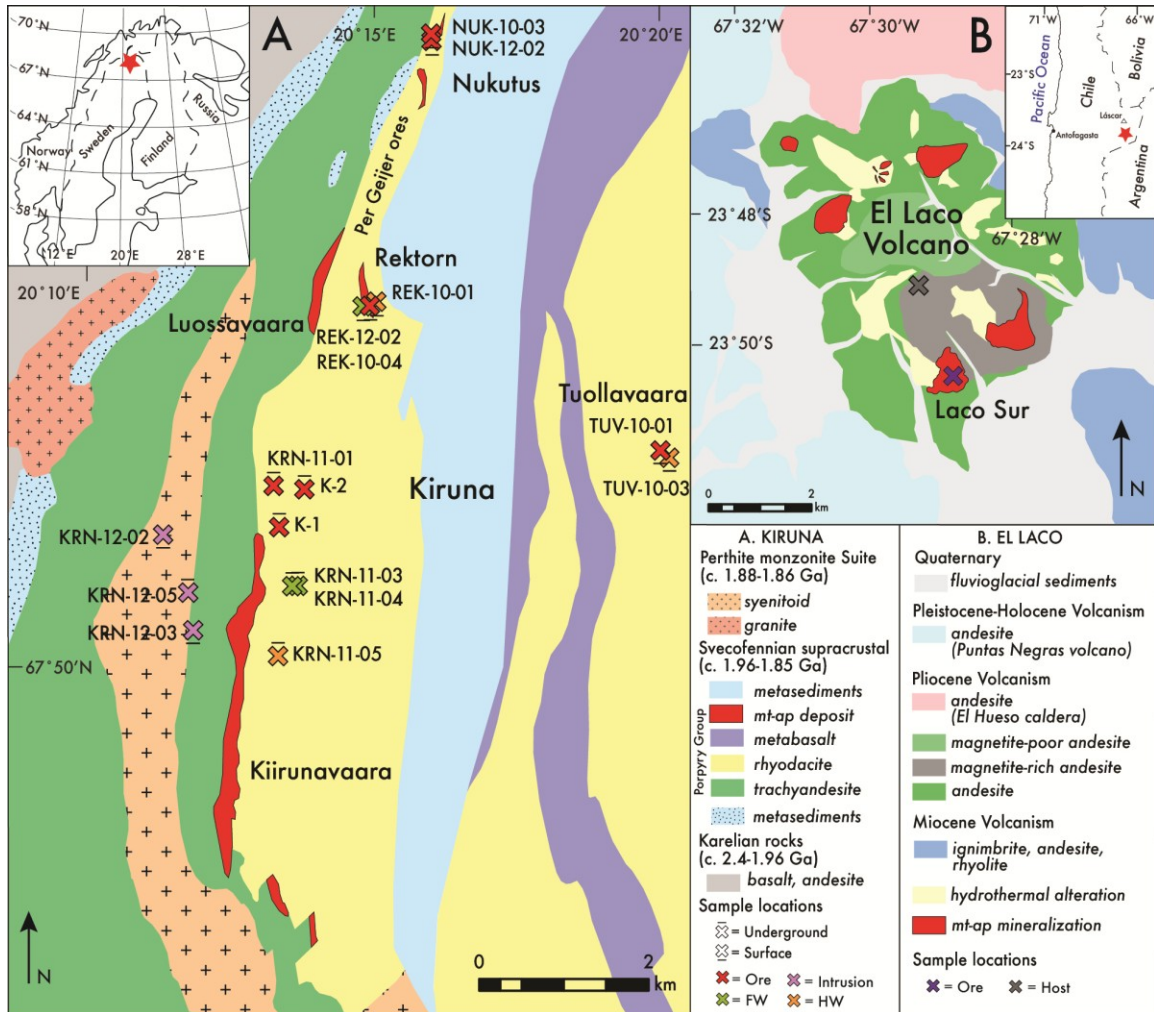 A
70°N
67°N
64°N
61°N
58°N
12°E
20°E
28°E
Norway
Sweden
Finland
Russia
20°15'E
20°20'E
NUK-10-03
NUK-12-02
Nukutus
Per Geijer ores
Rektorn
REK-10-01
20°10'E
Luossavaara
REK-12-02
REK-10-04
Tuollavaara
TUV-10-01
TUV-10-03
KRN-11-01
K-2
Kiruna
K-1
KRN-12-02
KRN-11-03
KRN-11-04
KRN-12-05
KRN-12-03
KRN-11-05
67°50'N
Kiirunavaara
N
0 2
km
B
67°32'W
67°30'W
71°W
66°W
Pacific Ocean
23°S
Chile
Bolivia
Láscar
Antofagasta
24°S
Argentina
23°48'S
El Laco
Volcano
67°28'W
23°50'S
Laco Sur
0 2
km
N
A. KIRUNA
Perthite monzonite Suite
(c. 1.88-1.86 Ga)
syenitoid
granite
Svecofennian supracrustal
(c. 1.96-1.85 Ga)
metasediments
Porpyry Group
mt-ap deposit
metabasalt
rhyodacite
trachyandesite
metasediments
Karelian rocks
(c. 2.4-1.96 Ga)
basalt, andesite
Sample locations
= Underground
= Surface
= Ore = Intrusion
= FW = HW
B. EL LACO
Quaternary
fluvioglacial sediments
Pleistocene-Holocene Volcanism
andesite
(Puntas Negras volcano)
Pliocene Volcanism
andesite
(El Hueso caldera)
magnetite-poor andesite
magnetite-rich andesite
andesite
Miocene Volcanism
ignimbrite, andesite,
rhyolite
hydrothermal alteration
mt-ap mineralization
Sample locations
= Ore = Host